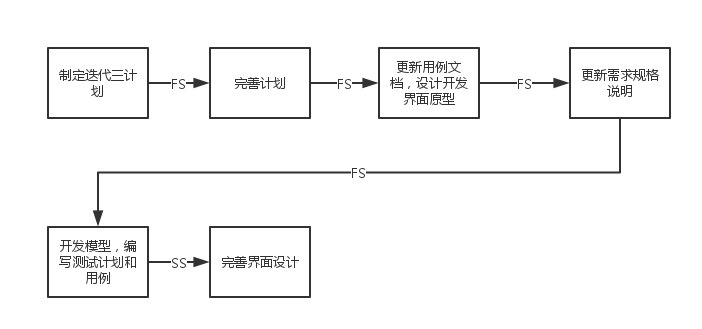 制定迭代三计
划
FS
完善计划
FS
更新用例文
档，设计开发
界面原型
FS
更新需求规格
说明
FS
开发模型，编
写测试计划和
用例
SS
完善界面设计